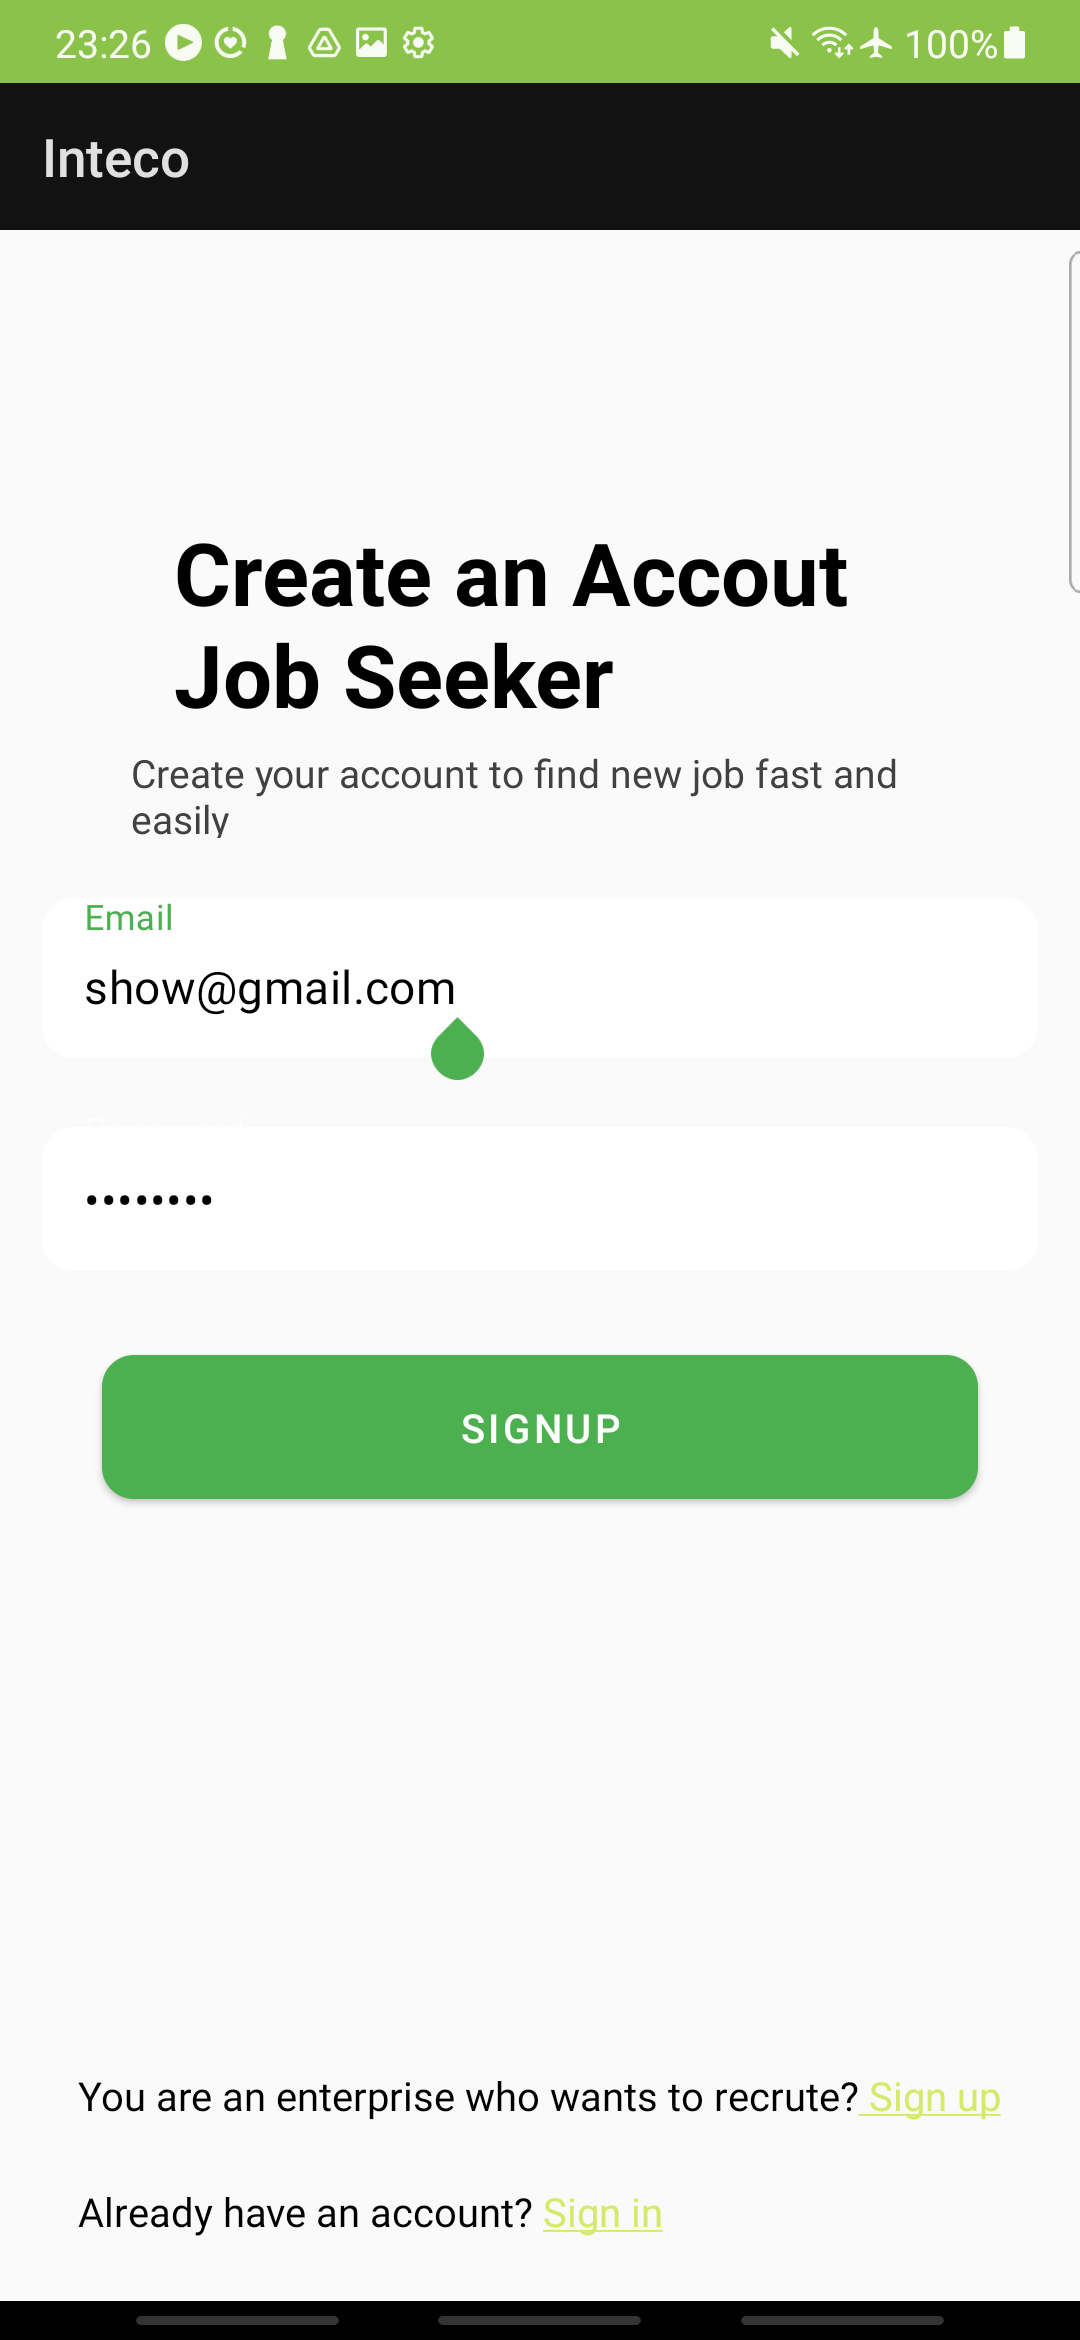 23:26 100%
Inteco
Create an Accout
Job Seeker
Create your account to find new job fast and
easily
Email
show@gmail.com
••••••••
SIGNUP
You are an enterprise who wants to recrute? Sign up
Already have an account? Sign in